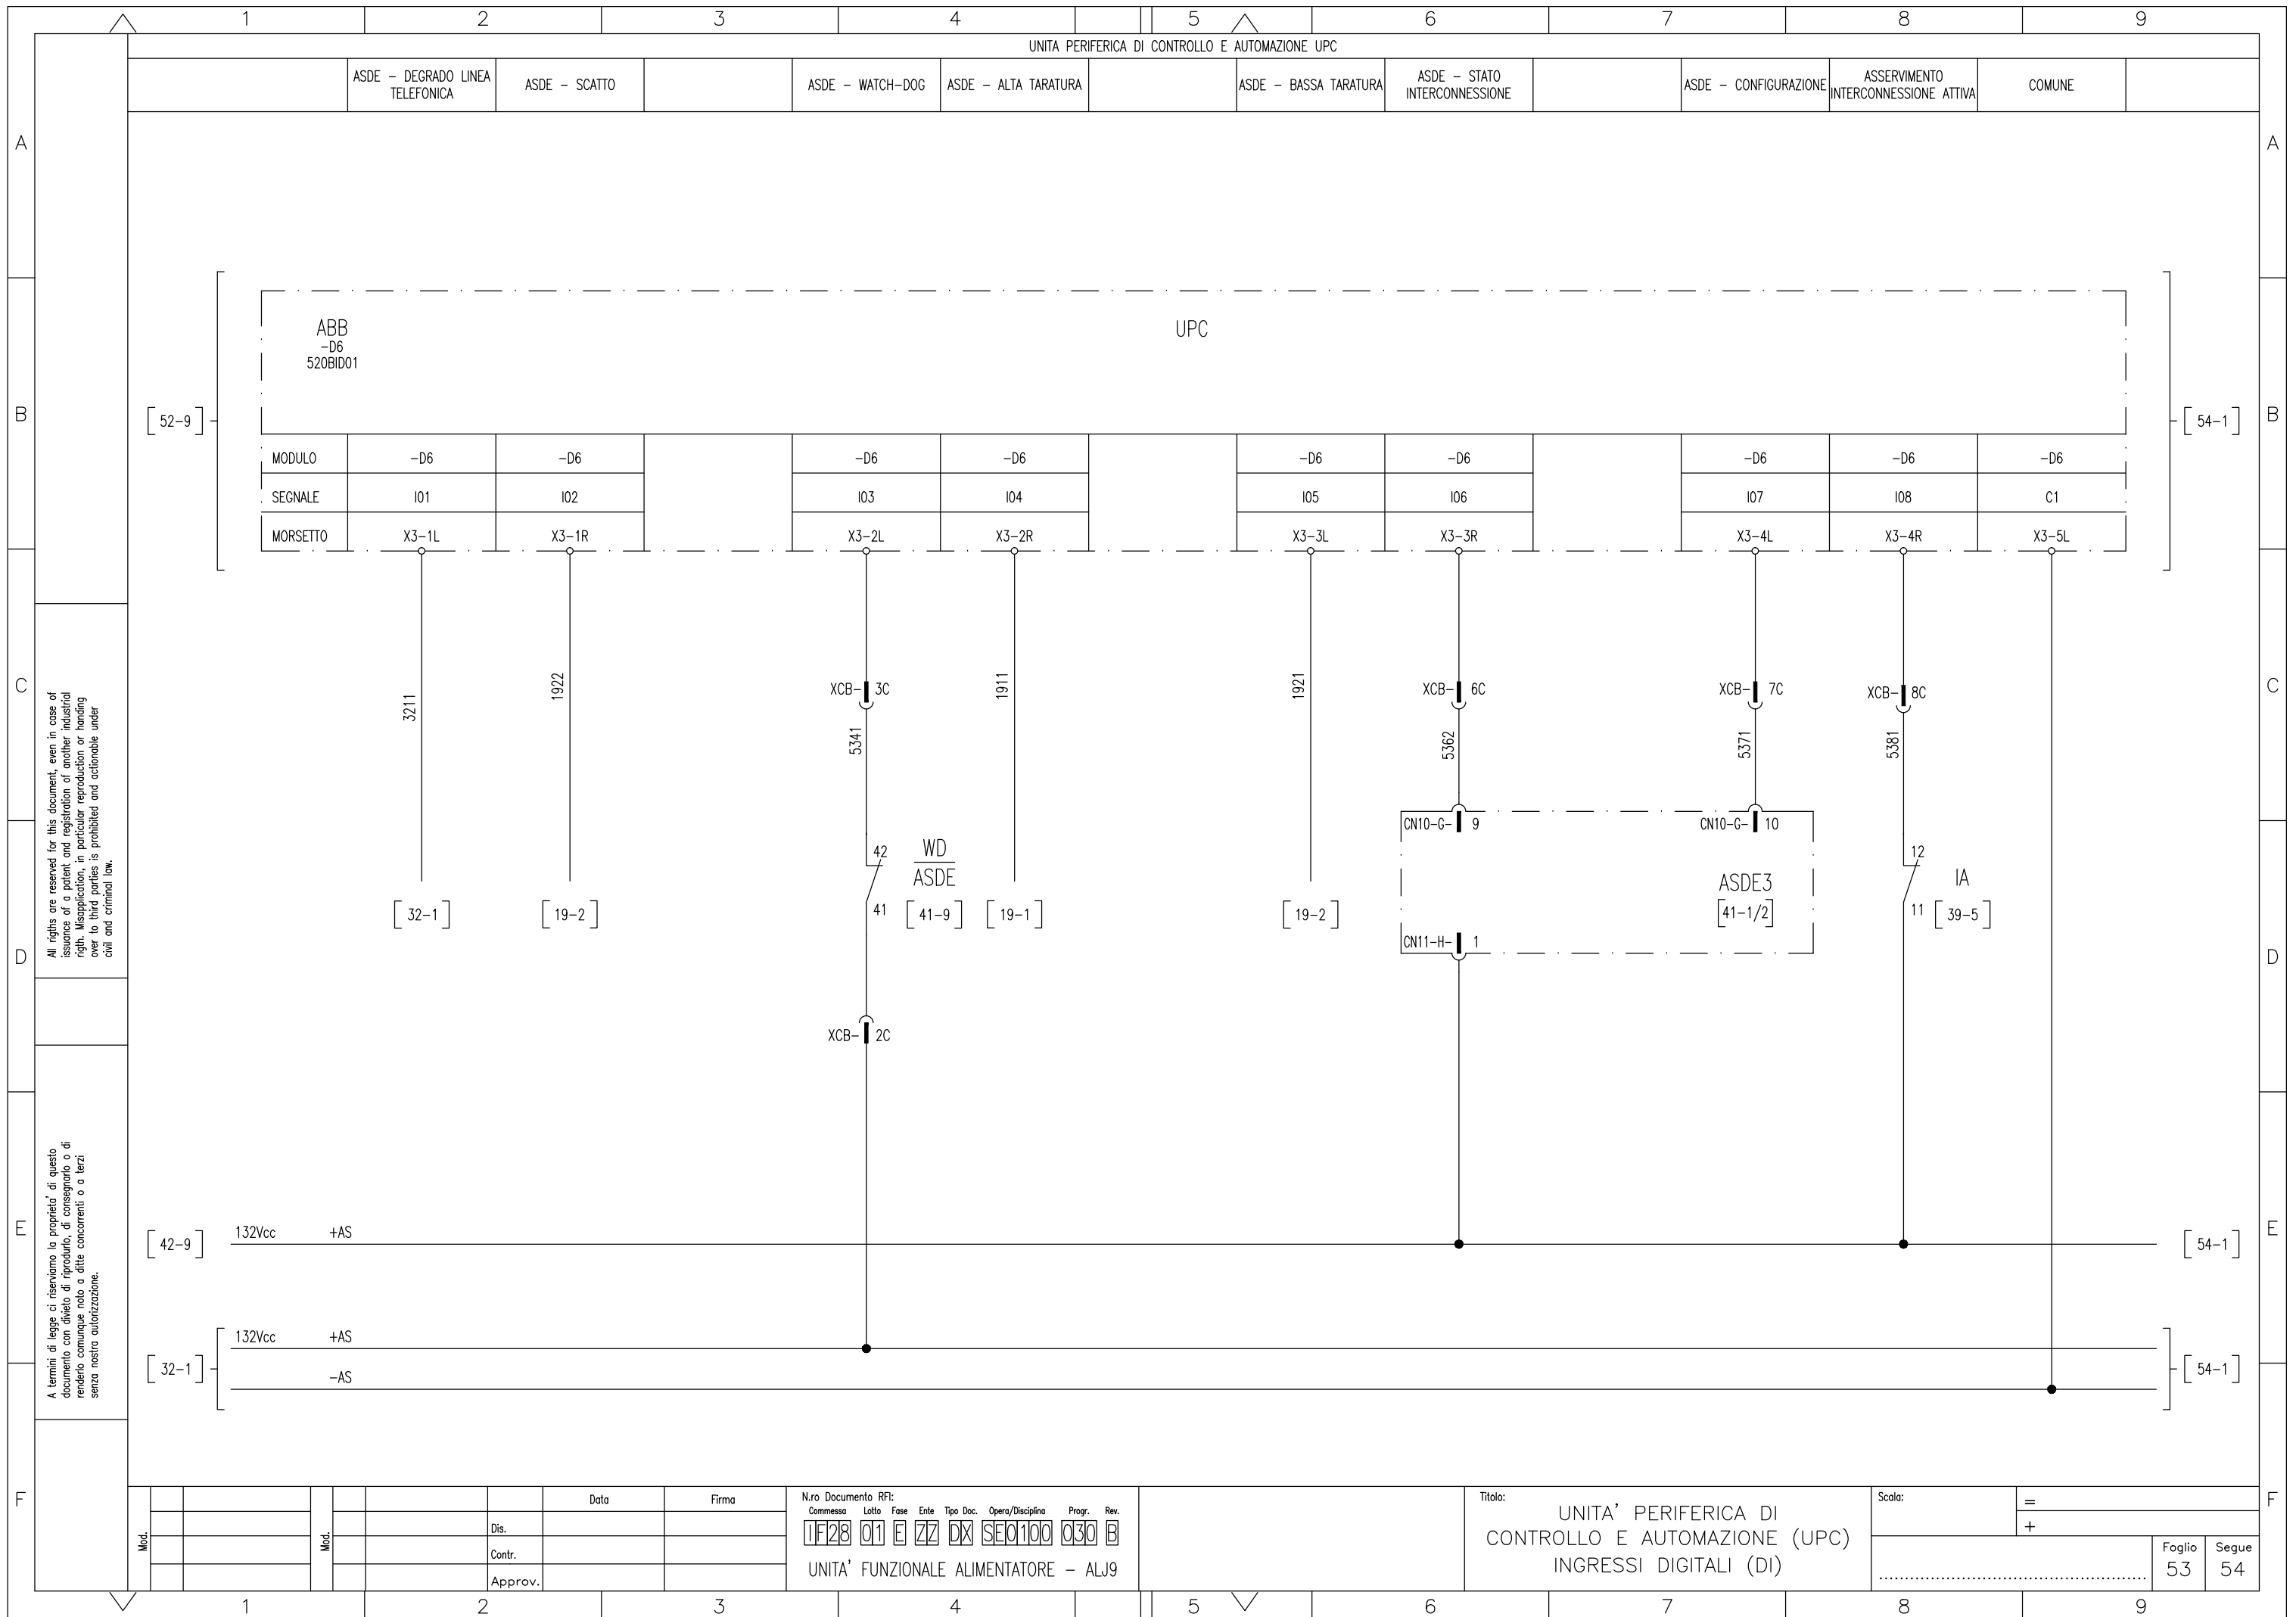 1 2 3 4 5 6 7 8 9
UNITA PERIFERICA DI CONTROLLO E AUTOMAZIONE UPC
ASDE - DEGRADO LINEA
TELEFONICA
ASDE - SCATTO
ASDE - WATCH-DOG
ASDE - ALTA TARATURA
ASDE - BASSA TARATURA
ASDE - STATO
INTERCONNESSIONE
ASDE - CONFIGURAZIONE
ASSERVIMENTO
INTERCONNESSIONE ATTIVA
COMUNE
A A
ABB
-D6
520BID01
UPC
B B
[52-9] [54-1]
MODULO -D6 -D6 -D6 -D6 -D6 -D6 -D6 -D6 -D6
SEGNALE I01 I02 I03 I04 I05 I06 I07 I08 C1
MORSETTO X3-1L X3-1R X3-2L X3-2R X3-3L X3-3R X3-4L X3-4R X3-5L
C C
3211
1922
XCB- 3C
5341
1911
1921
XCB- 6C
5362
XCB- 7C
5371
XCB- 8C
5381
CN10-G- 9
CN10-G- 10
42
WD
ASDE
41
[41-9]
ASDE3
[41-1/2]
12
IA
11
[39-5]
[32-1] [19-2] [19-1] [19-2]
CN11-H- 1
D D
XCB- 2C
All rigths are reserved for this document, even in case of
issuance of a patent and registration of another industrial
rigth. Misapplication, in particular reproduction or handing
over to third parties is prohibited and actionable under
civil and criminal law.
E E
[42-9] 132Vcc +AS [54-1]
132Vcc +AS
[32-1] [54-1]
-AS
A termini di legge ci riserviamo la proprieta' di questo
documento con divieto di riprodurlo, di consegnarlo o di
renderlo comunque noto a ditte concorrenti o a terzi
senza nostra autorizzazione.
F F
Mod.
Mod.
Data Firma
Dis.
Contr.
Approv.
N.ro Documento RFI:
Commessa Lotto Fase Ente Tipo Doc. Opera/Disciplina Progr. Rev.
IF28 01 E ZZ DX SE0100 030 B
UNITA' FUNZIONALE ALIMENTATORE - ALJ9
Titolo:
UNITA' PERIFERICA DI
CONTROLLO E AUTOMAZIONE (UPC)
INGRESSI DIGITALI (DI)
Scala:
=
+
Foglio Segue
53 54
1 2 3 4 5 6 7 8 9